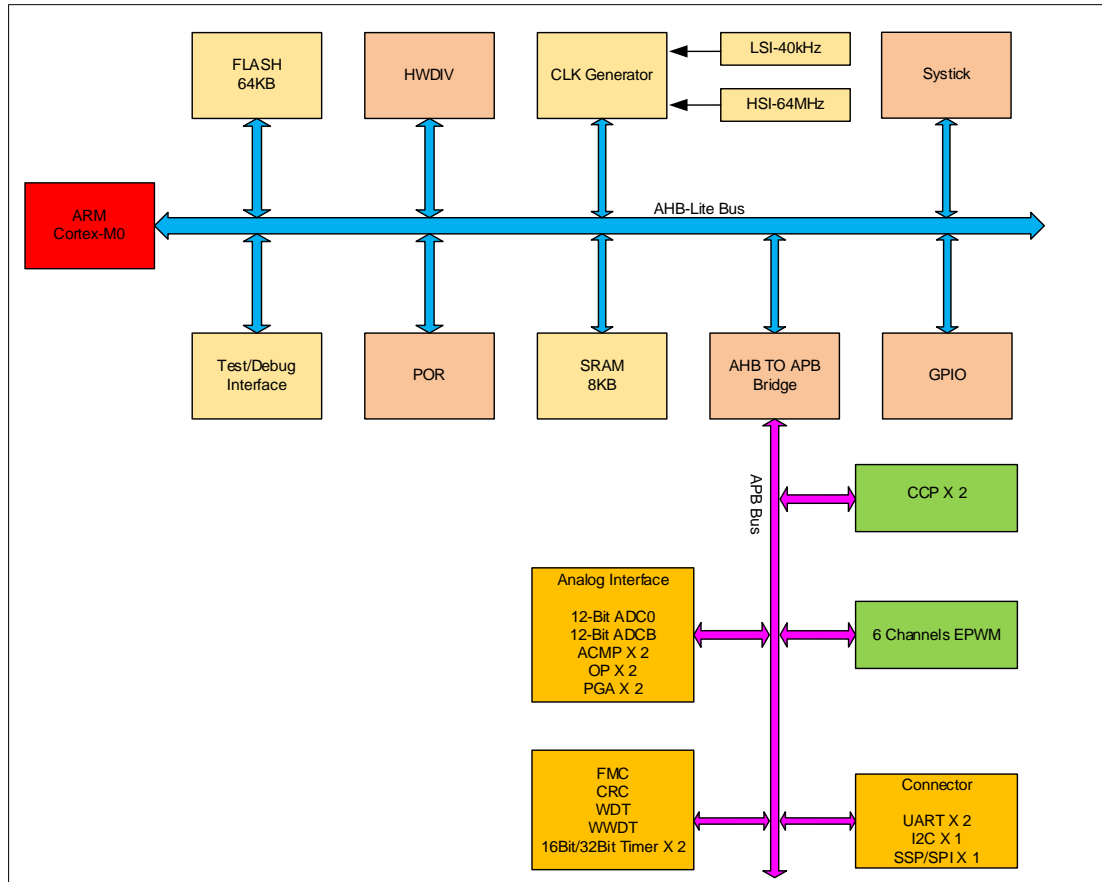 FLASH
64KB
HWDIV
CLK Generator
LSI-40kHz
HSI-64MHz
Systick
ARM
Cortex-M0
AHB-Lite Bus
Test/Debug
Interface
POR
SRAM
8KB
AHB TO APB
Bridge
GPIO
APB Bus
CCP X 2
Analog Interface
12-Bit ADC0
12-Bit ADCB
ACMP X 2
OP X 2
PGA X 2
6 Channels EPWM
FMC
CRC
WDT
WWDT
16Bit/32Bit Timer X 2
Connector
UART X 2
I2C X 1
SSP/SPI X 1